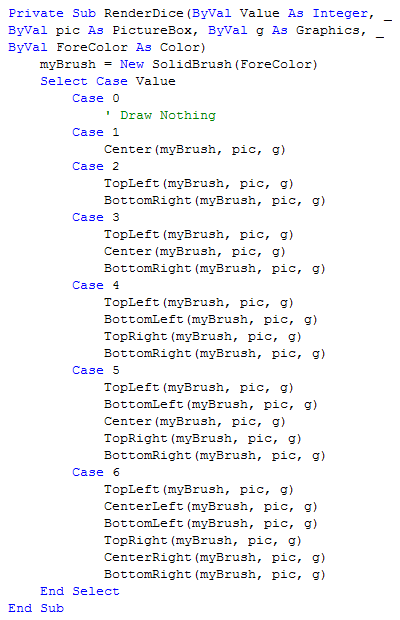 Private Sub RenderDice(ByVal Value As Integer, _
ByVal pic As PictureBox, ByVal g As Graphics, _
ByVal ForeColor As Color)
    myBrush = New SolidBrush(ForeColor)
    Select Case Value
        Case 0
            ' Draw Nothing
        Case 1
            Center(myBrush, pic, g)
        Case 2
            TopLeft(myBrush, pic, g)
            BottomRight(myBrush, pic, g)
        Case 3
            TopLeft(myBrush, pic, g)
            Center(myBrush, pic, g)
            BottomRight(myBrush, pic, g)
        Case 4
            TopLeft(myBrush, pic, g)
            BottomLeft(myBrush, pic, g)
            TopRight(myBrush, pic, g)
            BottomRight(myBrush, pic, g)
        Case 5
            TopLeft(myBrush, pic, g)
            BottomLeft(myBrush, pic, g)
            Center(myBrush, pic, g)
            TopRight(myBrush, pic, g)
            BottomRight(myBrush, pic, g)
        Case 6
            TopLeft(myBrush, pic, g)
            CenterLeft(myBrush, pic, g)
            BottomLeft(myBrush, pic, g)
            TopRight(myBrush, pic, g)
            CenterRight(myBrush, pic, g)
            BottomRight(myBrush, pic, g)
    End Select
End Sub